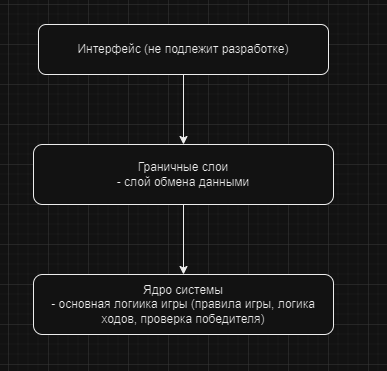 Интерфейс (не подлежит разработке)
Граничные слои
- слой обмена данными
Ядро системы
- основная логиика игры (правила игры, логика
ходов, проверка победителя)